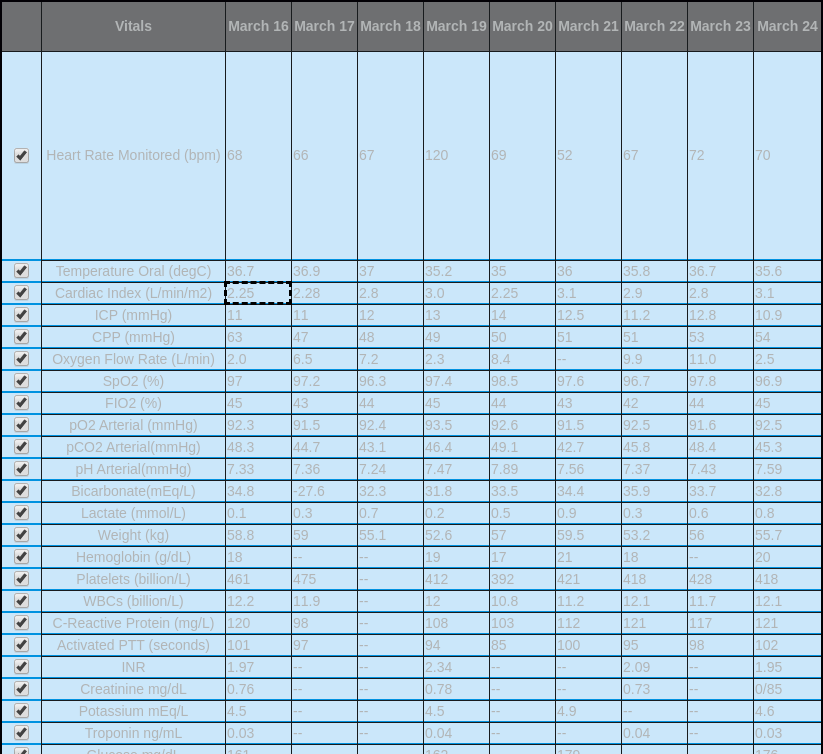 Vitals March 16 March 17 March 18 March 19 March 20 March 21 March 22 March 23 March 24
Heart Rate Monitored (bpm) 68 66 67 120 69 52 67 72 70
Temperature Oral (degC) 36.7 36.9 37 35.2 35 36 35.8 36.7 35.6
Cardiac Index (L/min/m2) 2.25 2.28 2.8 3.0 2.25 3.1 2.9 2.8 3.1
ICP (mmHg) 11 11 12 13 14 12.5 11.2 12.8 10.9
CPP (mmHg) 63 47 48 49 50 51 51 53 54
Oxygen Flow Rate (L/min) 2.0 6.5 7.2 2.3 8.4 -- 9.9 11.0 2.5
SpO2 (%) 97 97.2 96.3 97.4 98.5 97.6 96.7 97.8 96.9
FIO2 (%) 45 43 44 45 44 43 42 44 45
pO2 Arterial (mmHg) 92.3 91.5 92.4 93.5 92.6 91.5 92.5 91.6 92.5
pCO2 Arterial(mmHg) 48.3 44.7 43.1 46.4 49.1 42.7 45.8 48.4 45.3
pH Arterial(mmHg) 7.33 7.36 7.24 7.47 7.89 7.56 7.37 7.43 7.59
Bicarbonate(mEq/L) 34.8 -27.6 32.3 31.8 33.5 34.4 35.9 33.7 32.8
Lactate (mmol/L) 0.1 0.3 0.7 0.2 0.5 0.9 0.3 0.6 0.8
Weight (kg) 58.8 59 55.1 52.6 57 59.5 53.2 56 55.7
Hemoglobin (g/dL) 18 -- -- 19 17 21 18 -- 20
Platelets (billion/L) 461 475 -- 412 392 421 418 428 418
WBCs (billion/L) 12.2 11.9 -- 12 10.8 11.2 12.1 11.7 12.1
C-Reactive Protein (mg/L) 120 98 -- 108 103 112 121 117 121
Activated PTT (seconds) 101 97 -- 94 85 100 95 98 102
INR 1.97 -- -- 2.34 -- -- 2.09 -- 1.95
Creatinine mg/dL 0.76 -- -- 0.78 -- -- 0.73 -- 0/85
Potassium mEq/L 4.5 -- -- 4.5 -- 4.9 -- -- 4.6
Troponin ng/mL 0.03 -- -- 0.04 -- -- 0.04 -- 0.03
Glucose mg/dL 161